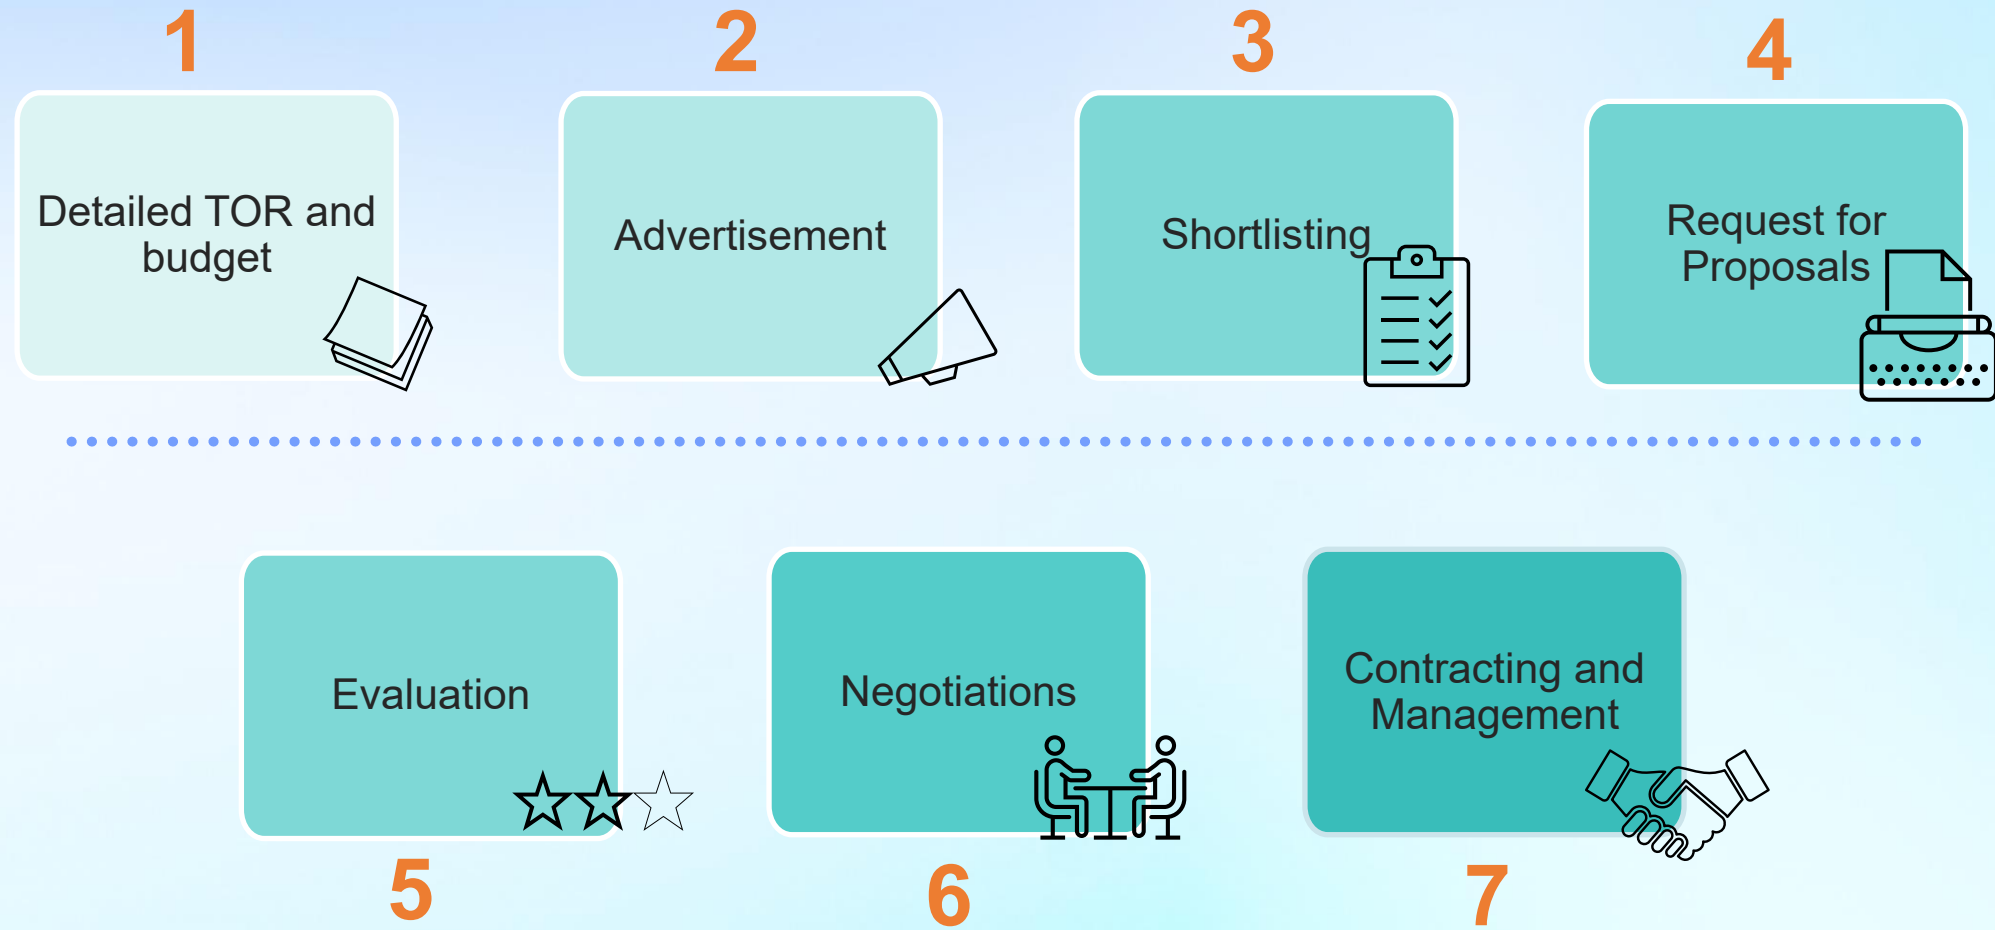 1
2
3
4
Detailed TOR and
budget
Advertisement
Shortlisting
Request for
Proposals
Evaluation
Negotiations
Contracting and
Management
5
6
7